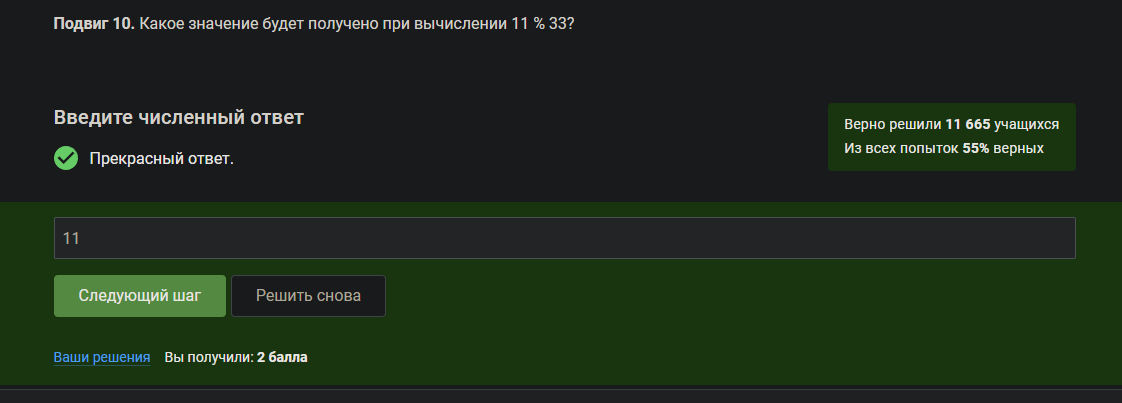 Подвиг 10. Какое значение будет получено при вычислении 11 % 33?
Введите численный ответ
Прекрасный ответ.
Верно решили 11 665 учащихся
Из всех попыток 55% верных
11
Следующий шаг
Решить снова
Ваши решения
Вы получили: 2 балла